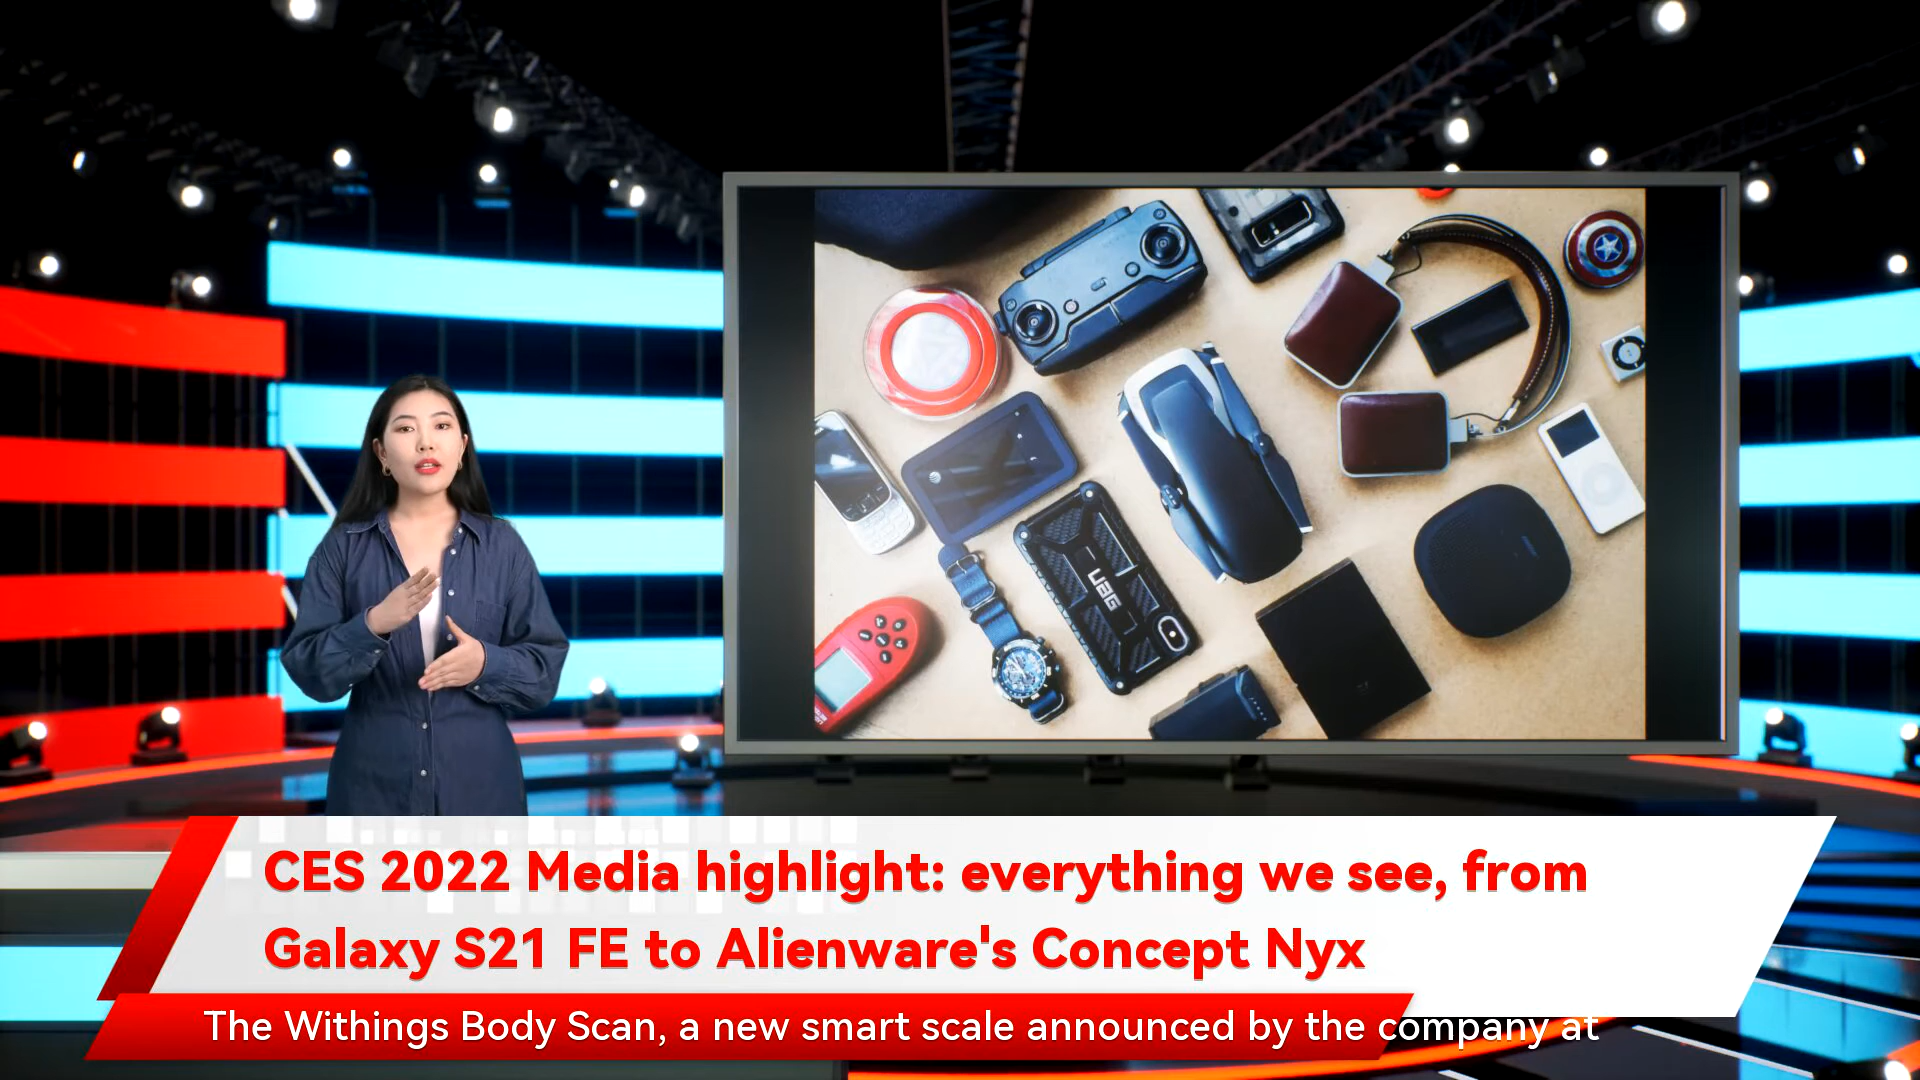 UAG
CES 2022 Media highlight: everything we see, from
Galaxy S21 FE to Alienware's Concept Nyx
The Withings Body Scan, a new smart scale announced by the company at